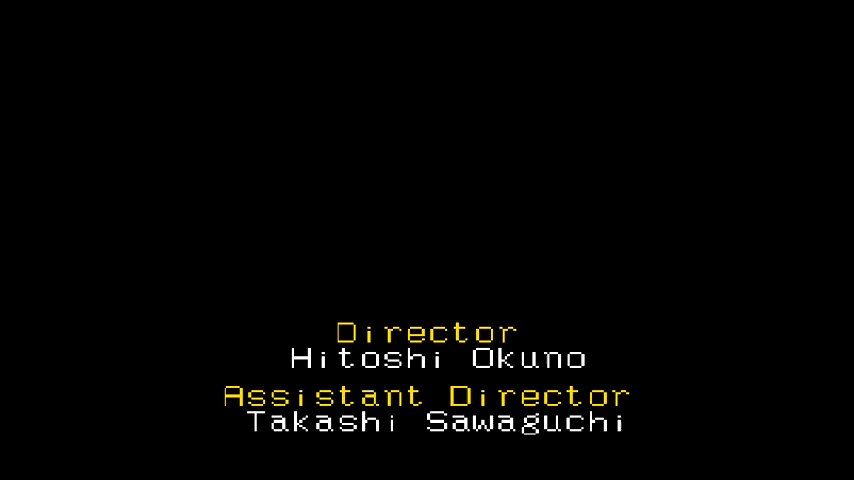 Director
Hitoshi Okuno
Assistant Director
Takashi Sawaguchi